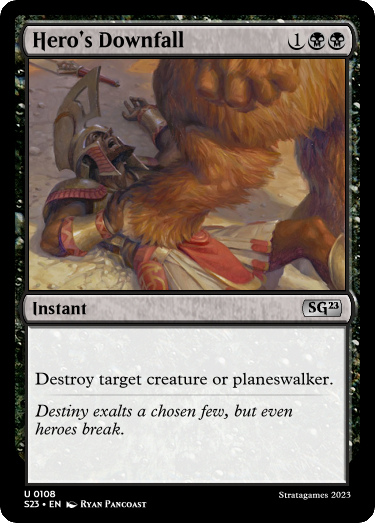 Hero's Downfall 1
Instant SG23
Destroy target creature or planeswalker.
Destiny exalts a chosen few, but even
heroes break.
U 0108
S23 • EN Ryan Pancoast Stratagames 2023